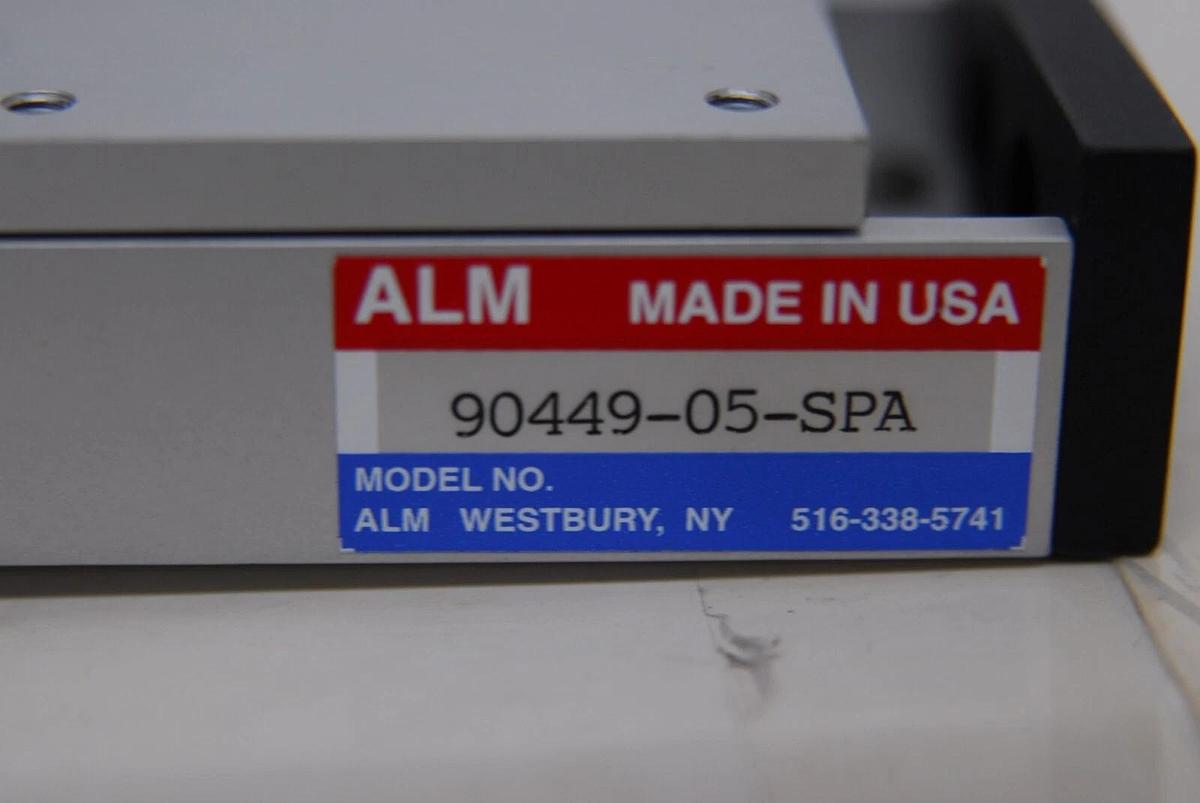 ALM MADE IN USA
90449-05-SPA
MODEL NO.
ALM WESTBURY, NY 516-338-5741